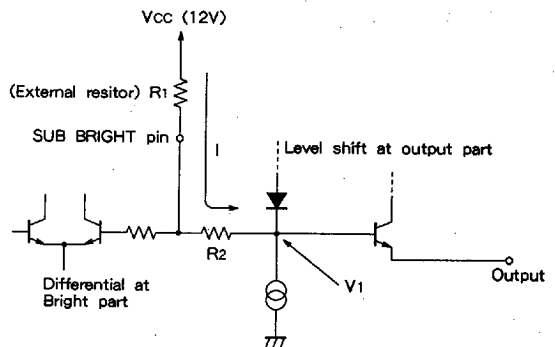 Vcc (12V)
(External resitor) R1
SUB BRIGHT pin
I
Level shift at output part
R2
V1
Output
Differential at
Bright part